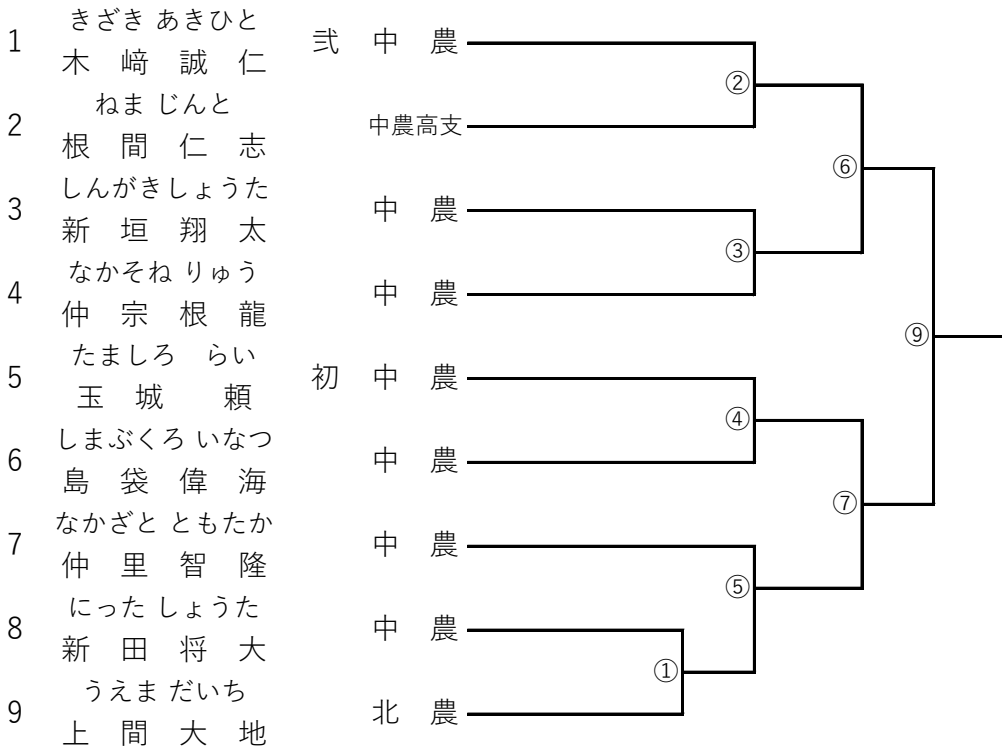 きざき あきひと
1 木 﨑 誠 仁 弐 中 農
ねま じんと
2 根 間 仁 志 中農高支
しんがきしょうた
3 新 垣 翔 太 中 農
なかそね りゅう
4 仲 宗 根 龍 中 農
たましろ らい
5 玉 城 頼 初 中 農
しまぶくろ いなつ
6 島 袋 偉 海 中 農
なかざと ともたか
7 仲 里 智 隆 中 農
にった しょうた
8 新 田 将 大 中 農
うえま だいち
9 上 間 大 地 北 農
②
⑥
③
⑨
④
⑦
⑤
①